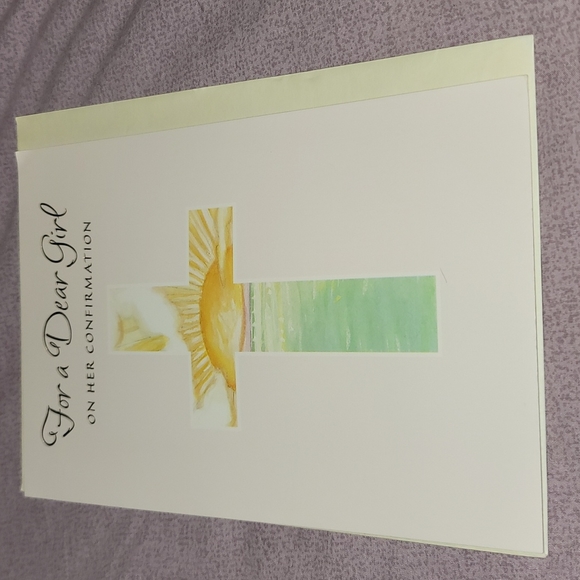 For a Dear Girl
ON HER CONFIRMATION